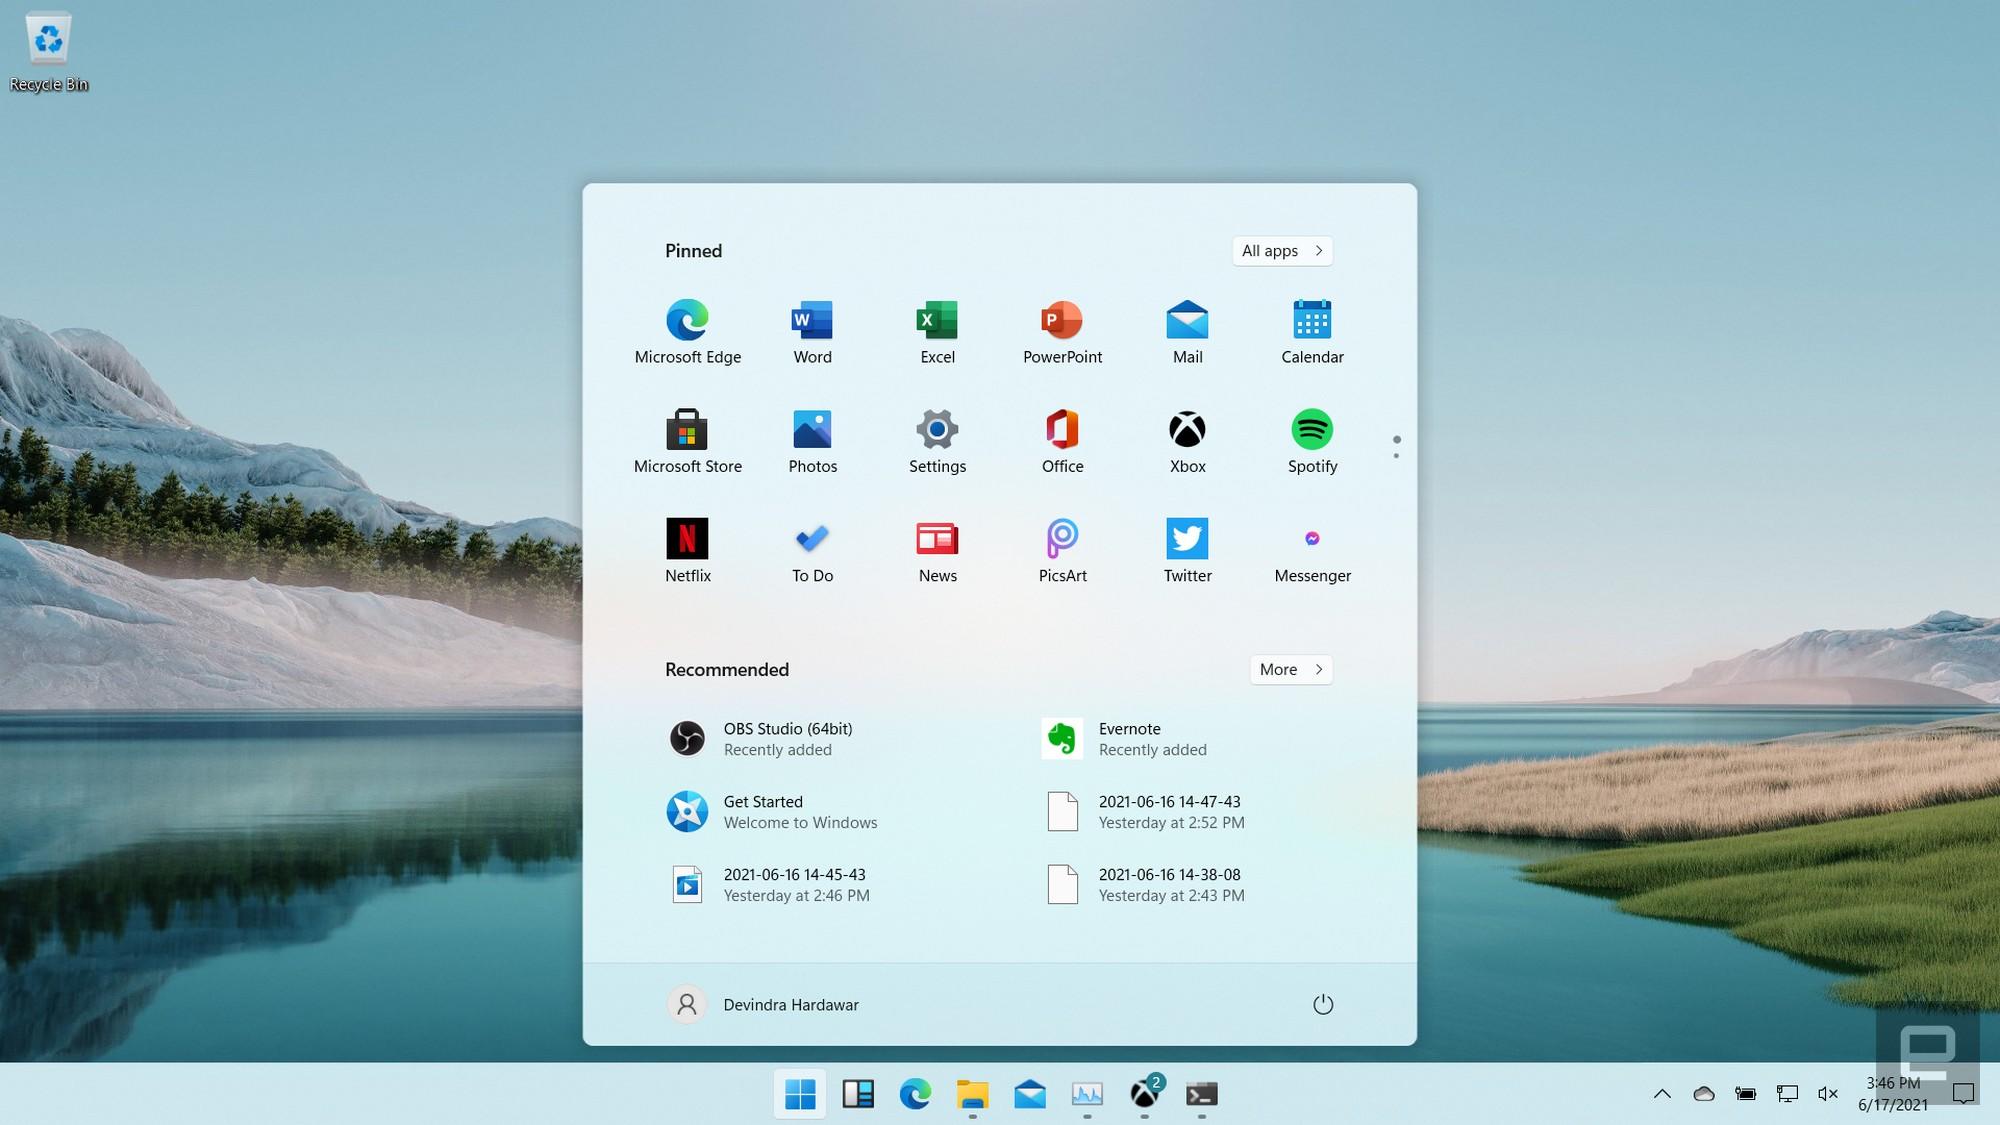 Recycle Bin
Pinned
All apps
Microsoft Edge
Word
Excel
PowerPoint
Mail
Calendar
Microsoft Store
Photos
Settings
Office
Xbox
Spotify
Netflix
To Do
News
PicsArt
Twitter
Messenger
Recommended
More
OBS Studio (64bit)
Recently added
Evernote
Recently added
Get Started
Welcome to Windows
2021-06-16 14-47-43
Yesterday at 2:52 PM
2021-06-16 14-45-43
Yesterday at 2:46 PM
2021-06-16 14-38-08
Yesterday at 2:43 PM
Devindra Hardawar
2
3:46 PM
6/17/2021